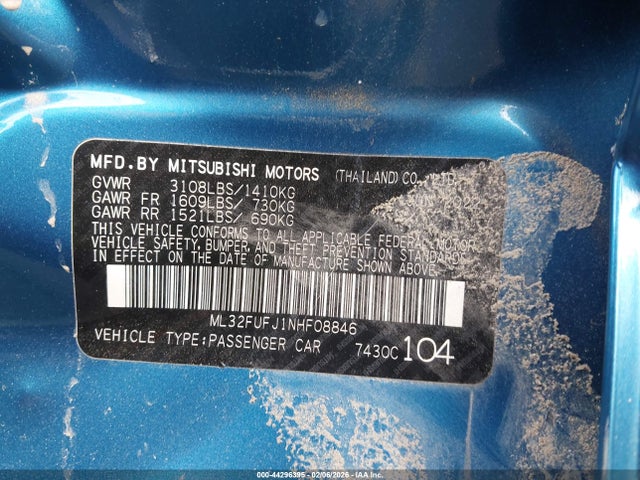 MFD.BY MITSUBISHI MOTORS (THAILAND) CO., LTD.
GVWR 3108LBS/1410KG 2022
GAWR FR 1609LBS/ 730KG
GAWR RR 1521LBS/ 690KG
THIS VEHICLE CONFORMS TO ALL APPLICABLE FEDERAL MOTOR
VEHICLE SAFETY, BUMPER, AND THEFT PREVENTION STANDARDS
IN EFFECT ON THE DATE OF MANUFACTURE SHOWN ABOVE.
ML32FUFJ1NHF08846
VEHICLE TYPE:PASSENGER CAR 7430C 104
000-44296395 - 02/06/2026 - IAA Inc.